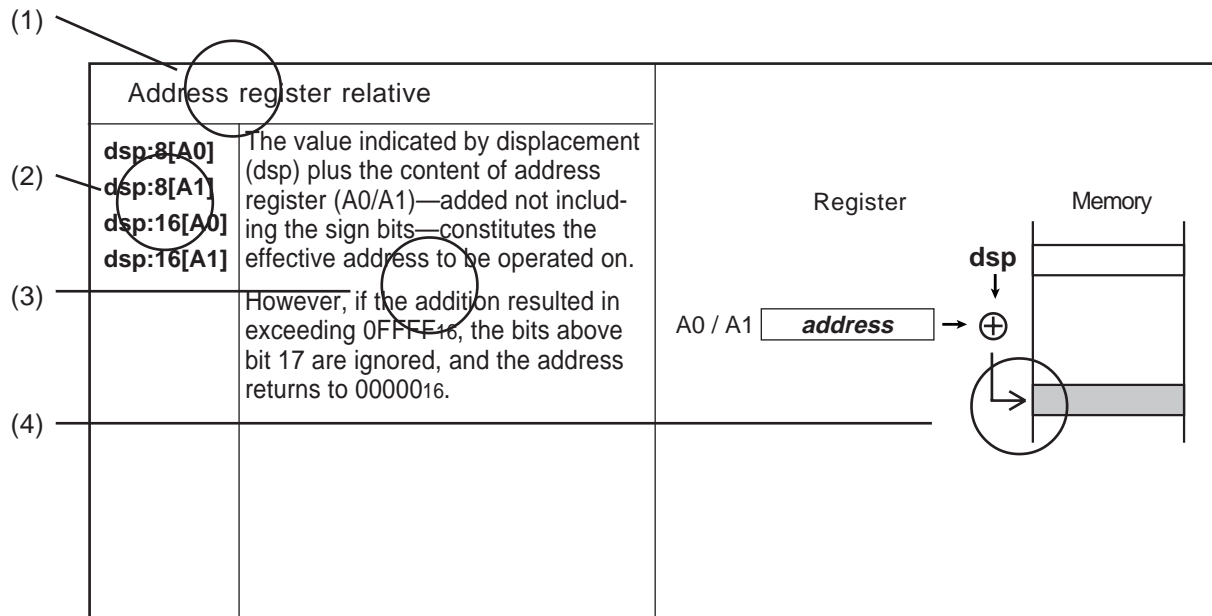 (1)
Address register relative
(2)
dsp:8[A0]
dsp:8[A1]
dsp:16[A0]
dsp:16[A1]
The value indicated by displacement
(dsp) plus the content of address
register (A0/A1)—added not includ-
ing the sign bits—constitutes the
effective address to be operated on.
(3)
However, if the addition resulted in
exceeding 0FFFF16, the bits above
bit 17 are ignored, and the address
returns to 0000016.
(4)
Register
Memory
dsp
A0 / A1
address